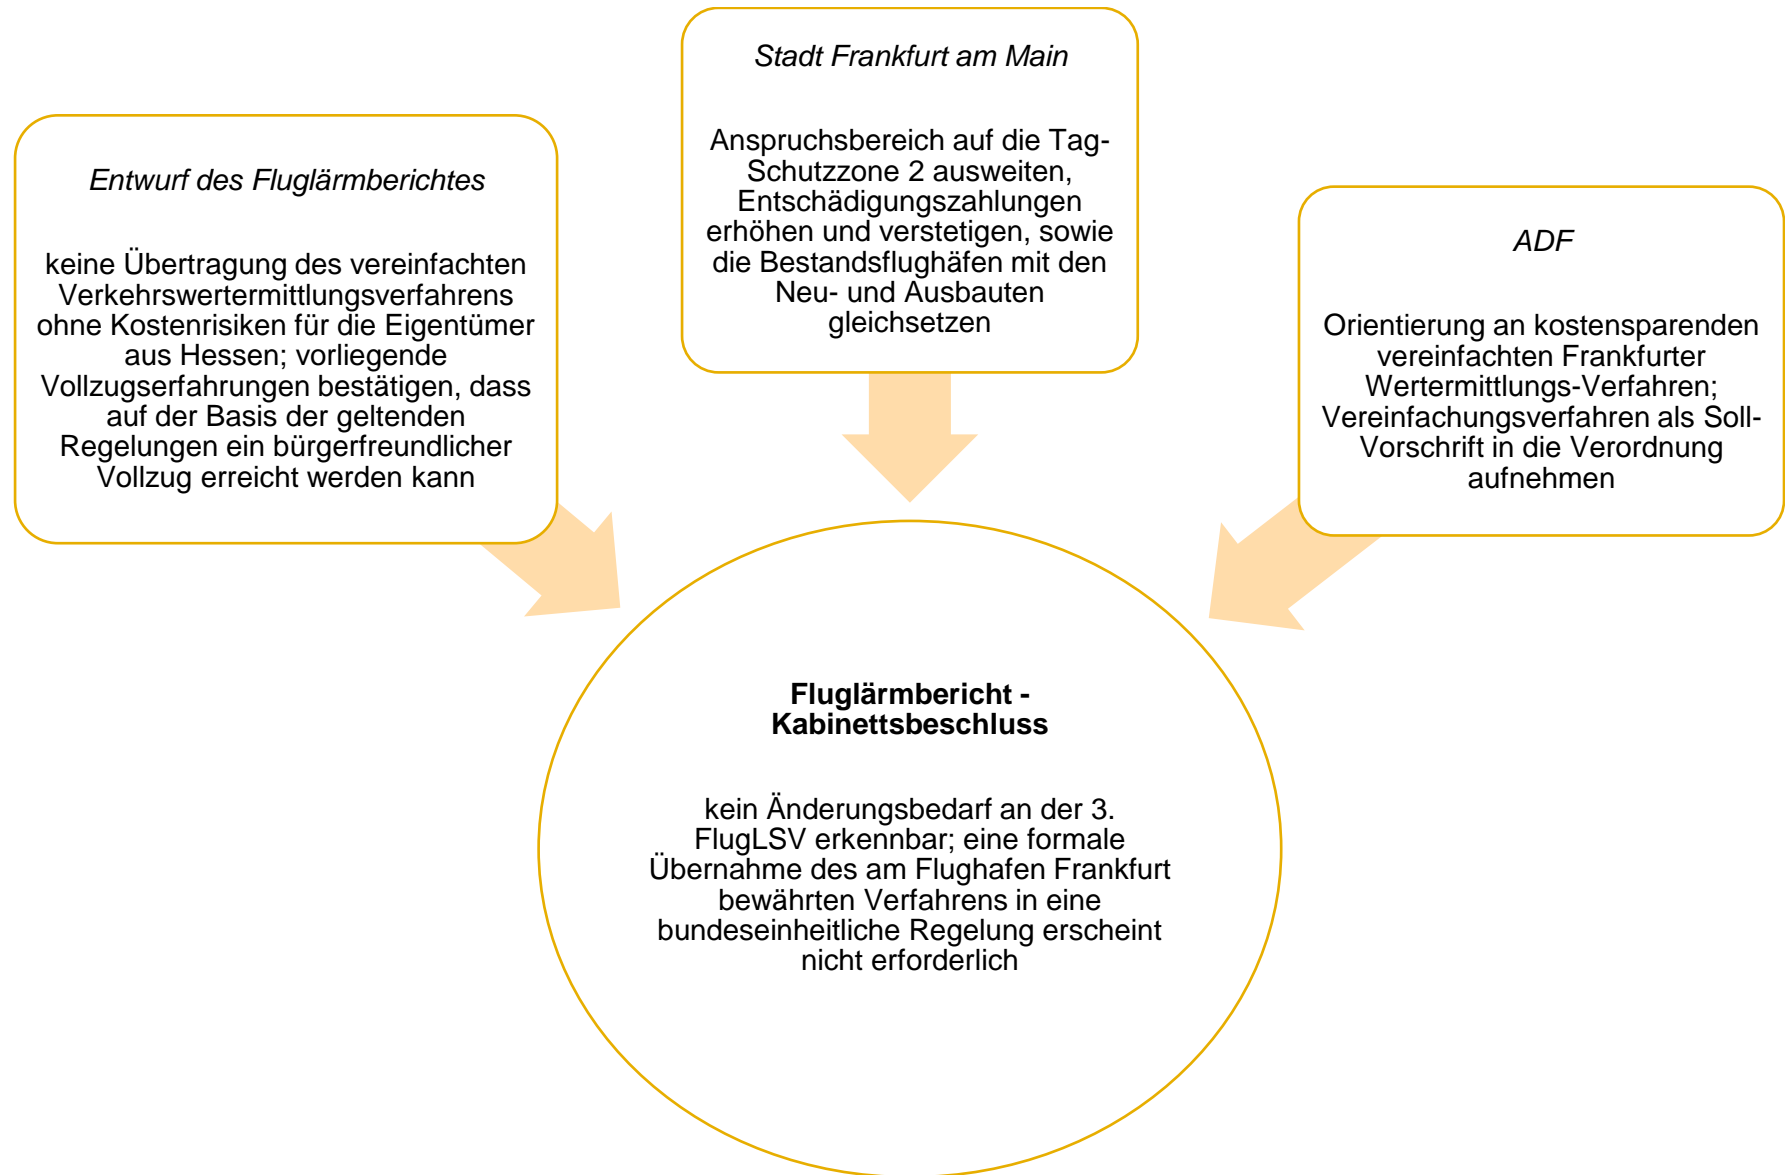 Entwurf des Fluglärmberichtes
keine Übertragung des vereinfachten
Verkehrswertermittlungsverfahrens
ohne Kostenrisiken für die Eigentümer
aus Hessen; vorliegende
Vollzugserfahrungen bestätigen, dass
auf der Basis der geltenden
Regelungen ein bürgerfreundlicher
Vollzug erreicht werden kann
Stadt Frankfurt am Main
Anspruchsbereich auf die Tag-
Schutzzone 2 ausweiten,
Entschädigungszahlungen
erhöhen und verstetigen, sowie
die Bestandsflughäfen mit den
Neu- und Ausbauten
gleichsetzen
ADF
Orientierung an kostensparenden
vereinfachten Frankfurter
Wertermittlungs-Verfahren;
Vereinfachungsverfahren als Soll-
Vorschrift in die Verordnung
aufnehmen
Fluglärmbericht -
Kabinettsbeschluss
kein Änderungsbedarf an der 3.
FlugLSV erkennbar; eine formale
Übernahme des am Flughafen Frankfurt
bewährten Verfahrens in eine
bundeseinheitliche Regelung erscheint
nicht erforderlich